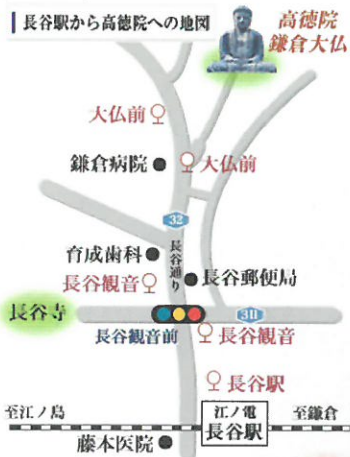 長谷駅から高徳院への地図
高徳院
鎌倉大仏
大仏前
鎌倉病院
大仏前
32
長谷通り
育成歯科
長谷観音
長谷郵便局
長谷寺
311
長谷観音前
長谷観音
長谷駅
至江ノ島
江ノ電
長谷駅
至鎌倉
藤本医院